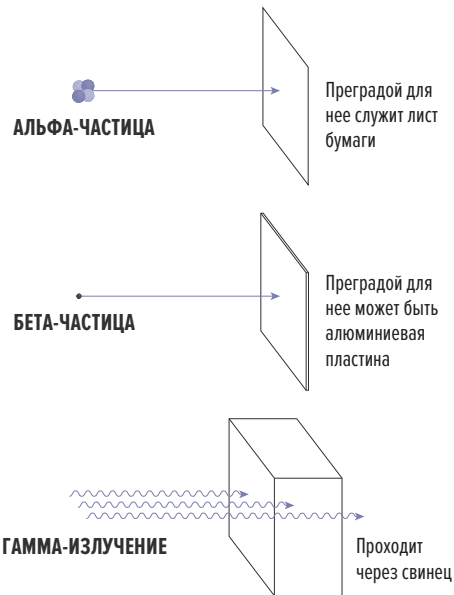 АЛЬФА-ЧАСТИЦА
Преградой для
нее служит лист
бумаги
БЕТА-ЧАСТИЦА
Преградой для
нее может быть
алюминиевая
пластина
ГАММА-ИЗЛУЧЕНИЕ
Проходит
через свинец